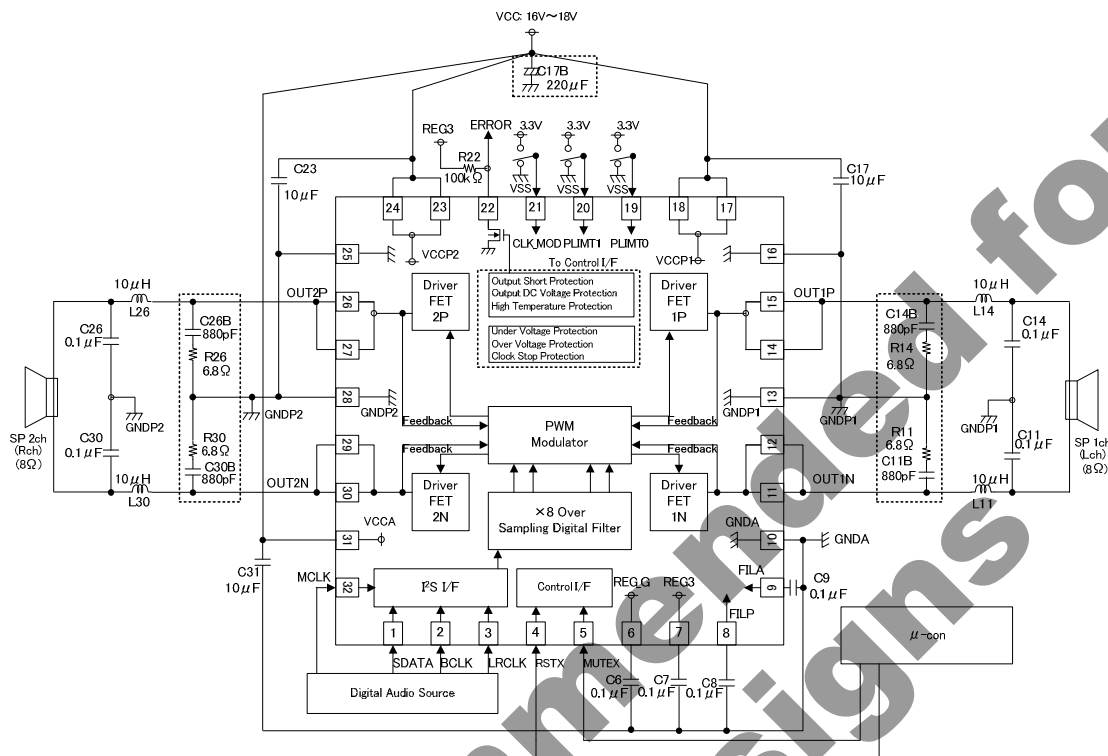 VCC: 16V～18V
C17B
220μF
ERROR
REG3
R22
100kΩ
3.3V
3.3V
3.3V
VSS
VSS
VSS
C23
10μF
C17
10μF
24
23
22
21
20
19
18
17
VCCP2
CLK_MOD
PLIMT1
PLIMT0
VCCP1
To Control I/F
25
16
Output Short Protection
Output DC Voltage Protection
High Temperature Protection
Under Voltage Protection
Over Voltage Protection
Clock Stop Protection
Driver
FET
2P
Driver
FET
1P
10μH
L26
OUT2P
26
27
15
14
OUT1P
10μH
L14
C26
0.1μF
C26B
880pF
R26
6.8Ω
C14B
880pF
R14
6.8Ω
C14
0.1μF
GNDP2
GNDP2
28
GNDP2
GNDP1
13
GNDP1
GNDP1
Feedback
Feedback
PWM
Modulator
Feedback
Feedback
SP 2ch
(Rch)
(8Ω)
C30
0.1μF
R30
6.8Ω
C30B
880pF
R11
6.8Ω
C11B
880pF
C11
0.1μF
SP 1ch
(Lch)
(8Ω)
29
30
12
11
10μH
L30
OUT2N
OUT1N
10μH
L11
Driver
FET
2N
Driver
FET
1N
×8 Over
Sampling Digital Filter
31
VCCA
GNDA
10
GNDA
C31
10μF
MCLK
32
I²S I/F
Control I/F
REG_G
REG3
FILA
FILP
9
C9
0.1μF
1
2
3
4
5
6
7
8
SDATA
BCLK
LRCLK
RSTX
MUTEX
C6
0.1μF
C7
0.1μF
C8
0.1μF
Digital Audio Source
μ-con
mended for
signs